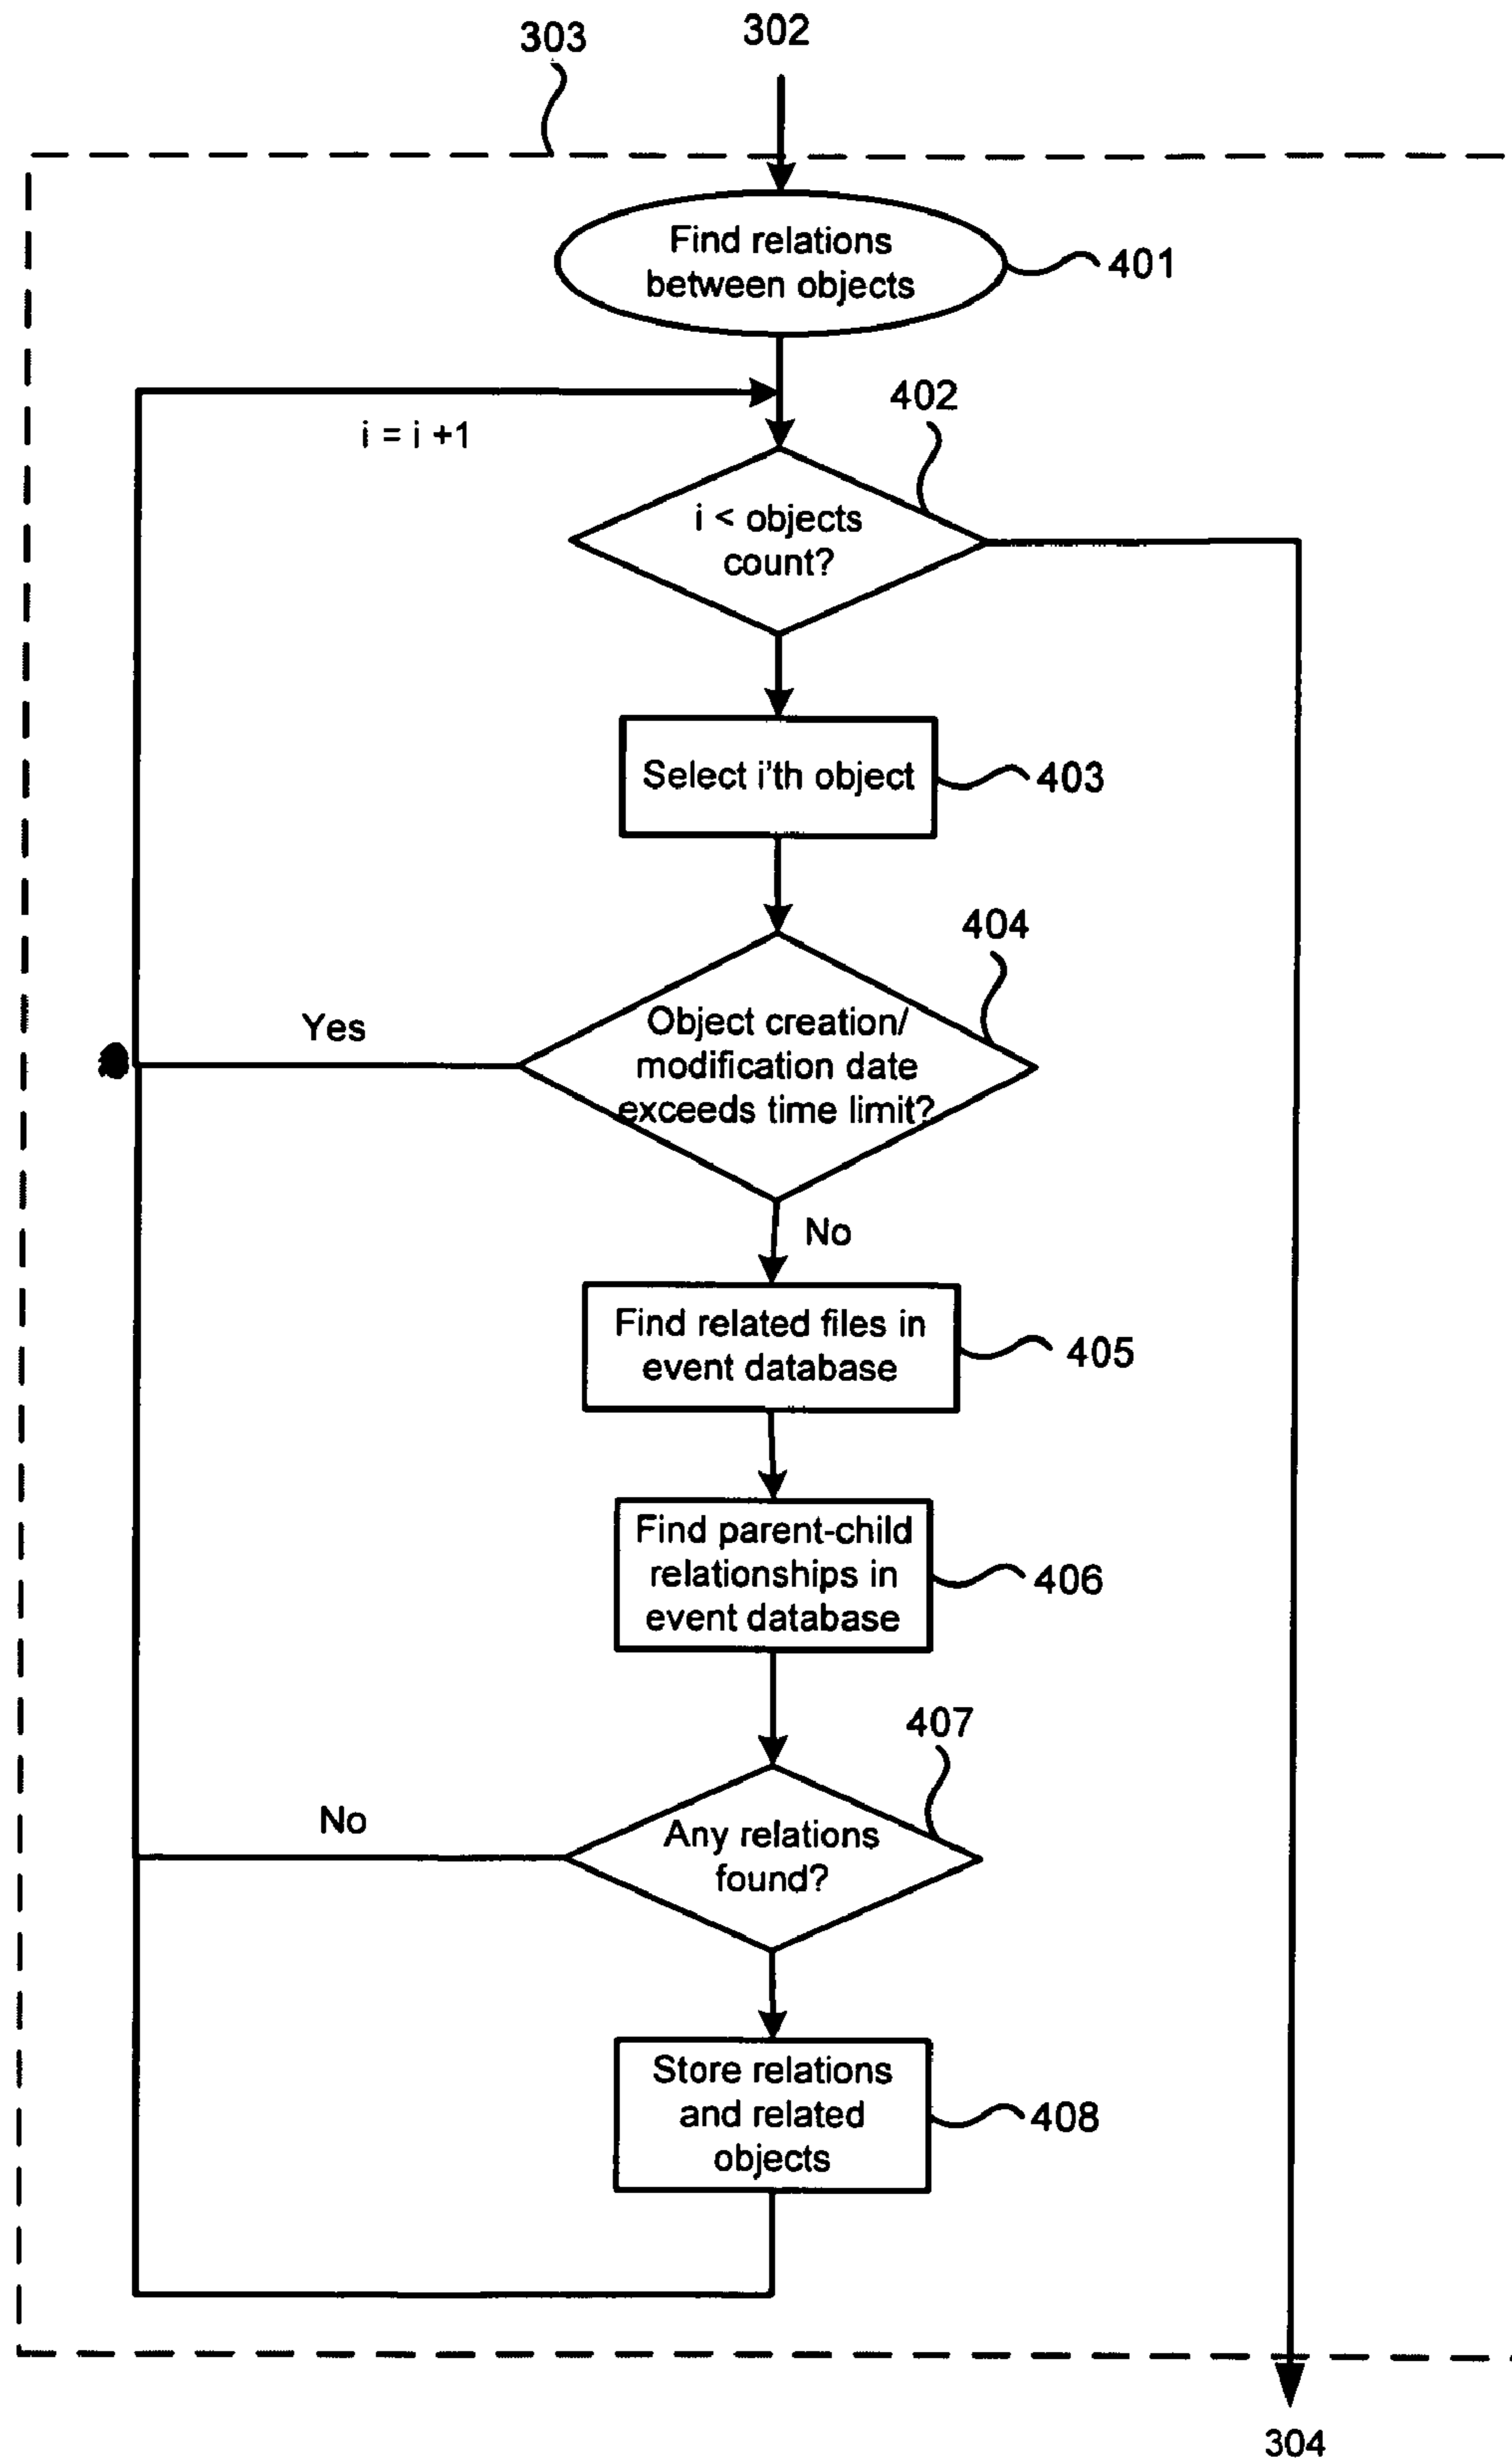 303
302
Find relations
between objects
401
i = i +1
402
i < objects
count?
Select i'th object
403
404
Yes
Object creation/
modification date
exceeds time limit?
No
Find related files in
event database
405
Find parent-child
relationships in
event database
406
407
No
Any relations
found?
Store relations
and related
objects
408
304